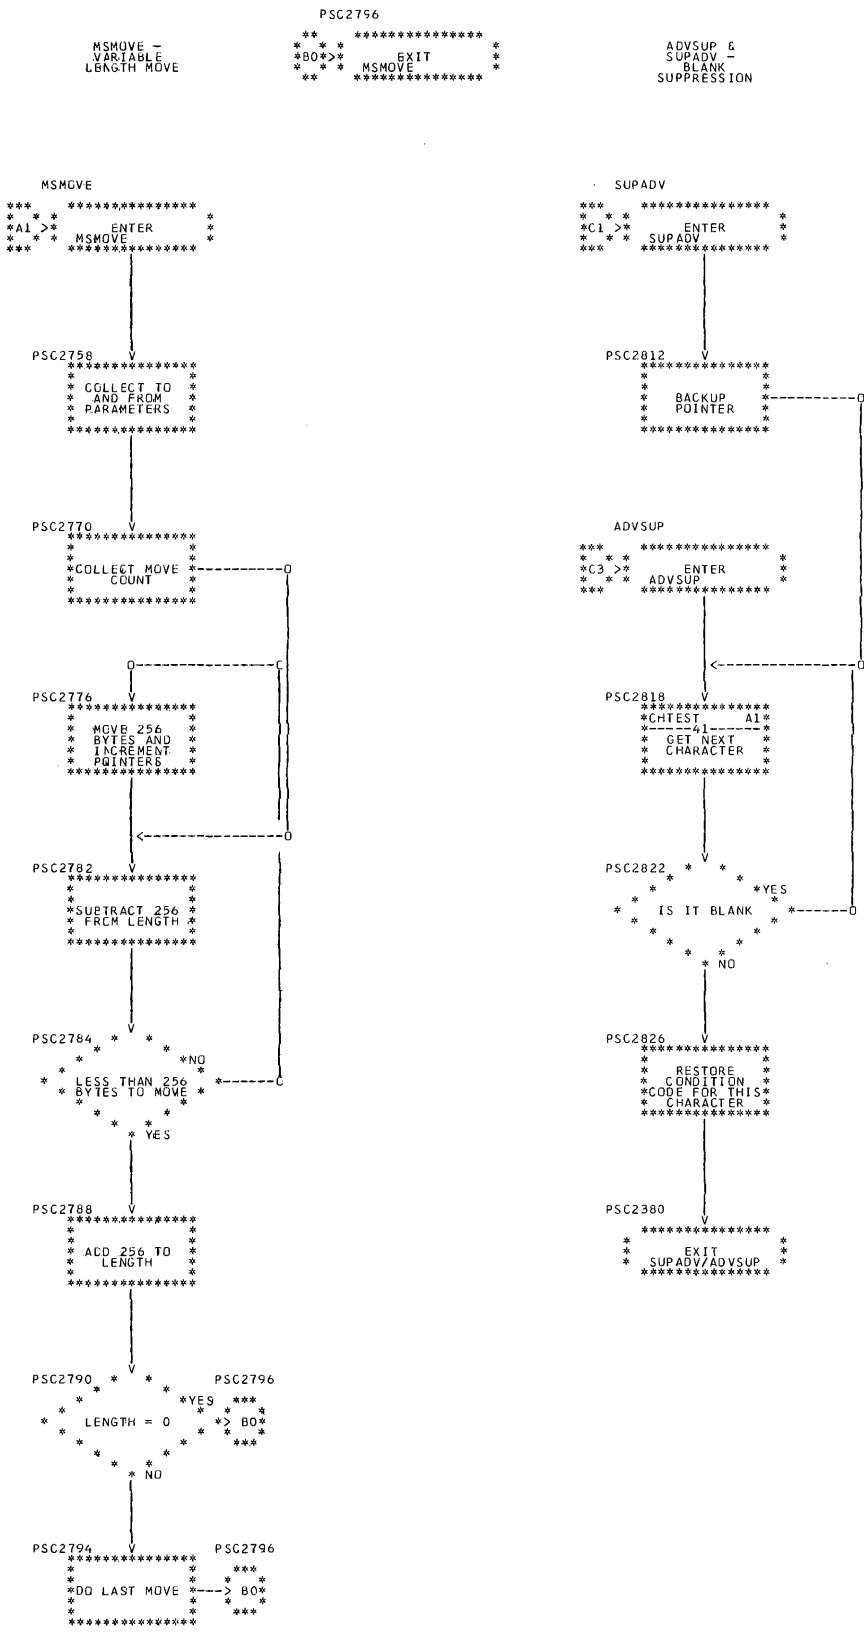 PSC2796
MSMOVE -
VARIABLE
LENGTH MOVE
B0
EXIT
MSMOVE
ADVSUP &
SUPADV -
BLANK
SUPPRESSION
MSMOVE
A1
ENTER
MSMOVE
PSC2758
COLLECT TO
AND FROM
PARAMETERS
PSC2770
COLLECT MOVE
COUNT
PSC2776
MOVE 256
BYTES AND
INCREMENT
POINTERS
PSC2782
SUBTRACT 256
FROM LENGTH
PSC2784
NO
LESS THAN 256
BYTES TO MOVE
YES
PSC2788
ADD 256 TO
LENGTH
PSC2790
PSC2796
YES
LENGTH = 0
B0
NO
PSC2794
PSC2796
DO LAST MOVE
B0
SUPADV
C1
ENTER
SUPADV
PSC2812
BACKUP
POINTER
ADVSUP
C3
ENTER
ADVSUP
PSC2818
CHTEST A1
41
GET NEXT
CHARACTER
PSC2822
YES
IS IT BLANK
NO
PSC2826
RESTORE
CONDITION
CODE FOR THIS
CHARACTER
PSC2380
EXIT
SUPADV/ADVSUP